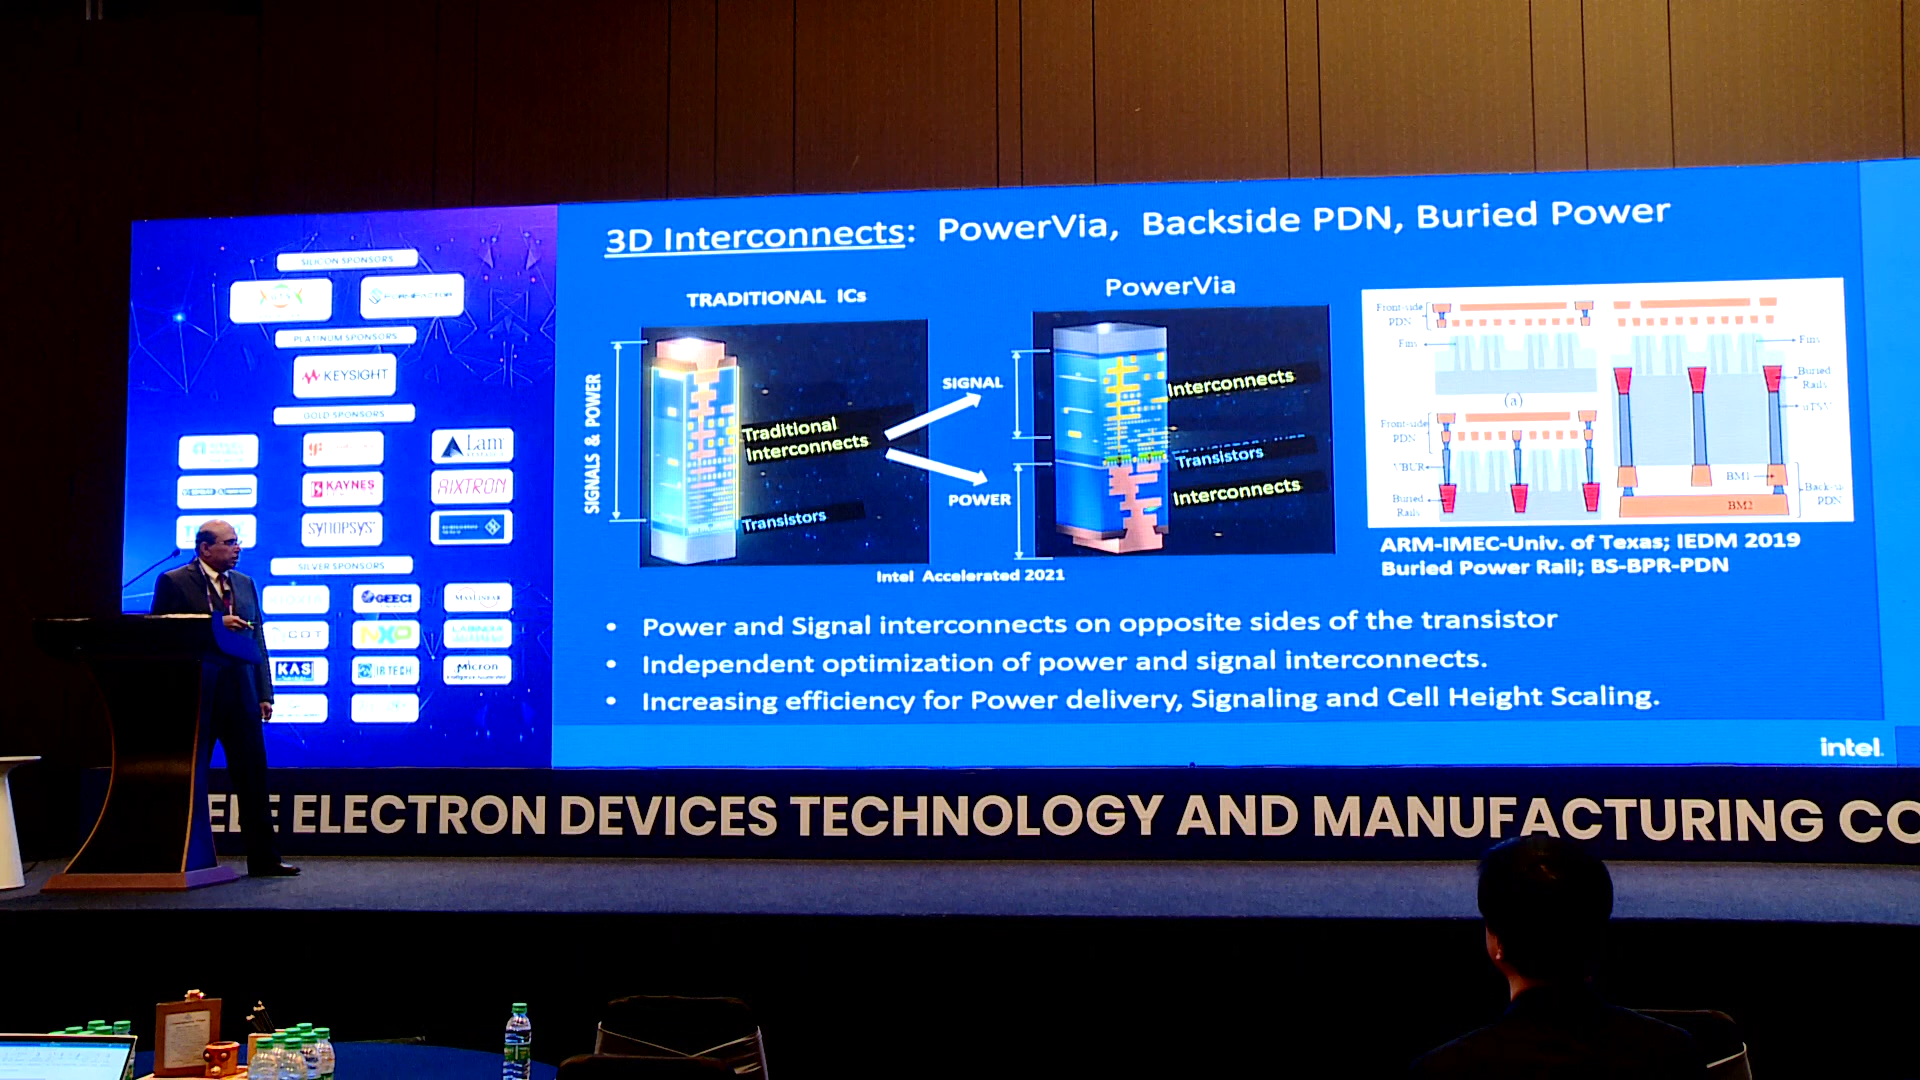 3D Interconnects: PowerVia, Backside PDN, Buried Power
TRADITIONAL ICs
SIGNALS & POWER
Traditional
Interconnects
Transistors
SIGNAL
POWER
PowerVia
Interconnects
Transistors
Interconnects
Intel Accelerated 2021
Front-side
PDN
Fins
(a)
Front-side
PDN
VBUR
Buried
Rails
Fins
Buried
Rails
BM1
BM2
PDN
ARM-IMEC-Univ. of Texas; IEDM 2019
Buried Power Rail; BS-BPR-PDN
• Power and Signal interconnects on opposite sides of the transistor
• Independent optimization of power and signal interconnects.
• Increasing efficiency for Power delivery, Signaling and Cell Height Scaling.
intel.
SILICON SPONSORS
PLATINUM SPONSORS
KEYSIGHT
GOLD SPONSORS
Lam
KAYNES
AIXTRON
SYNOPSYS
SILVER SPONSORS
GEECI
MAXLINEAR
NXP
KAS
Micron
ELECTRON DEVICES TECHNOLOGY AND MANUFACTURING CO